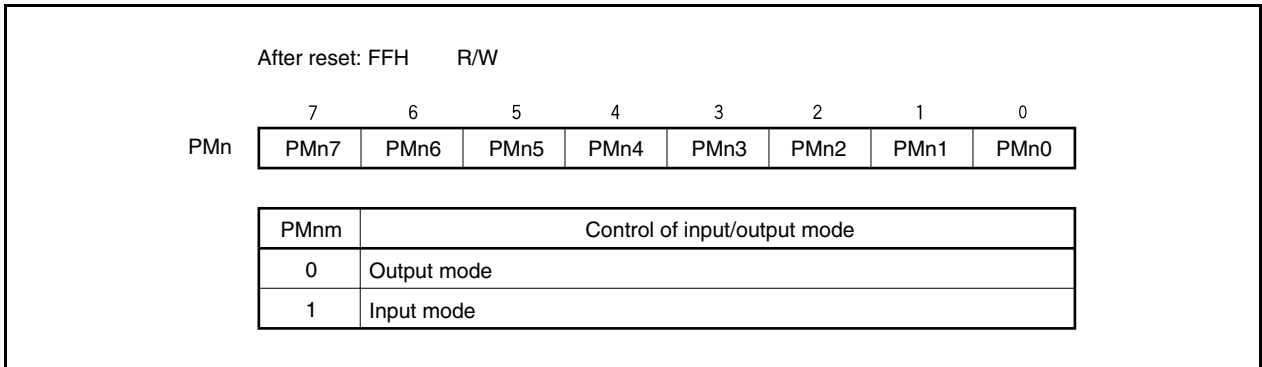 After reset: FFH R/W
7 6 5 4 3 2 1 0
PMn PMn7 PMn6 PMn5 PMn4 PMn3 PMn2 PMn1 PMn0
PMnm Control of input/output mode
0 Output mode
1 Input mode